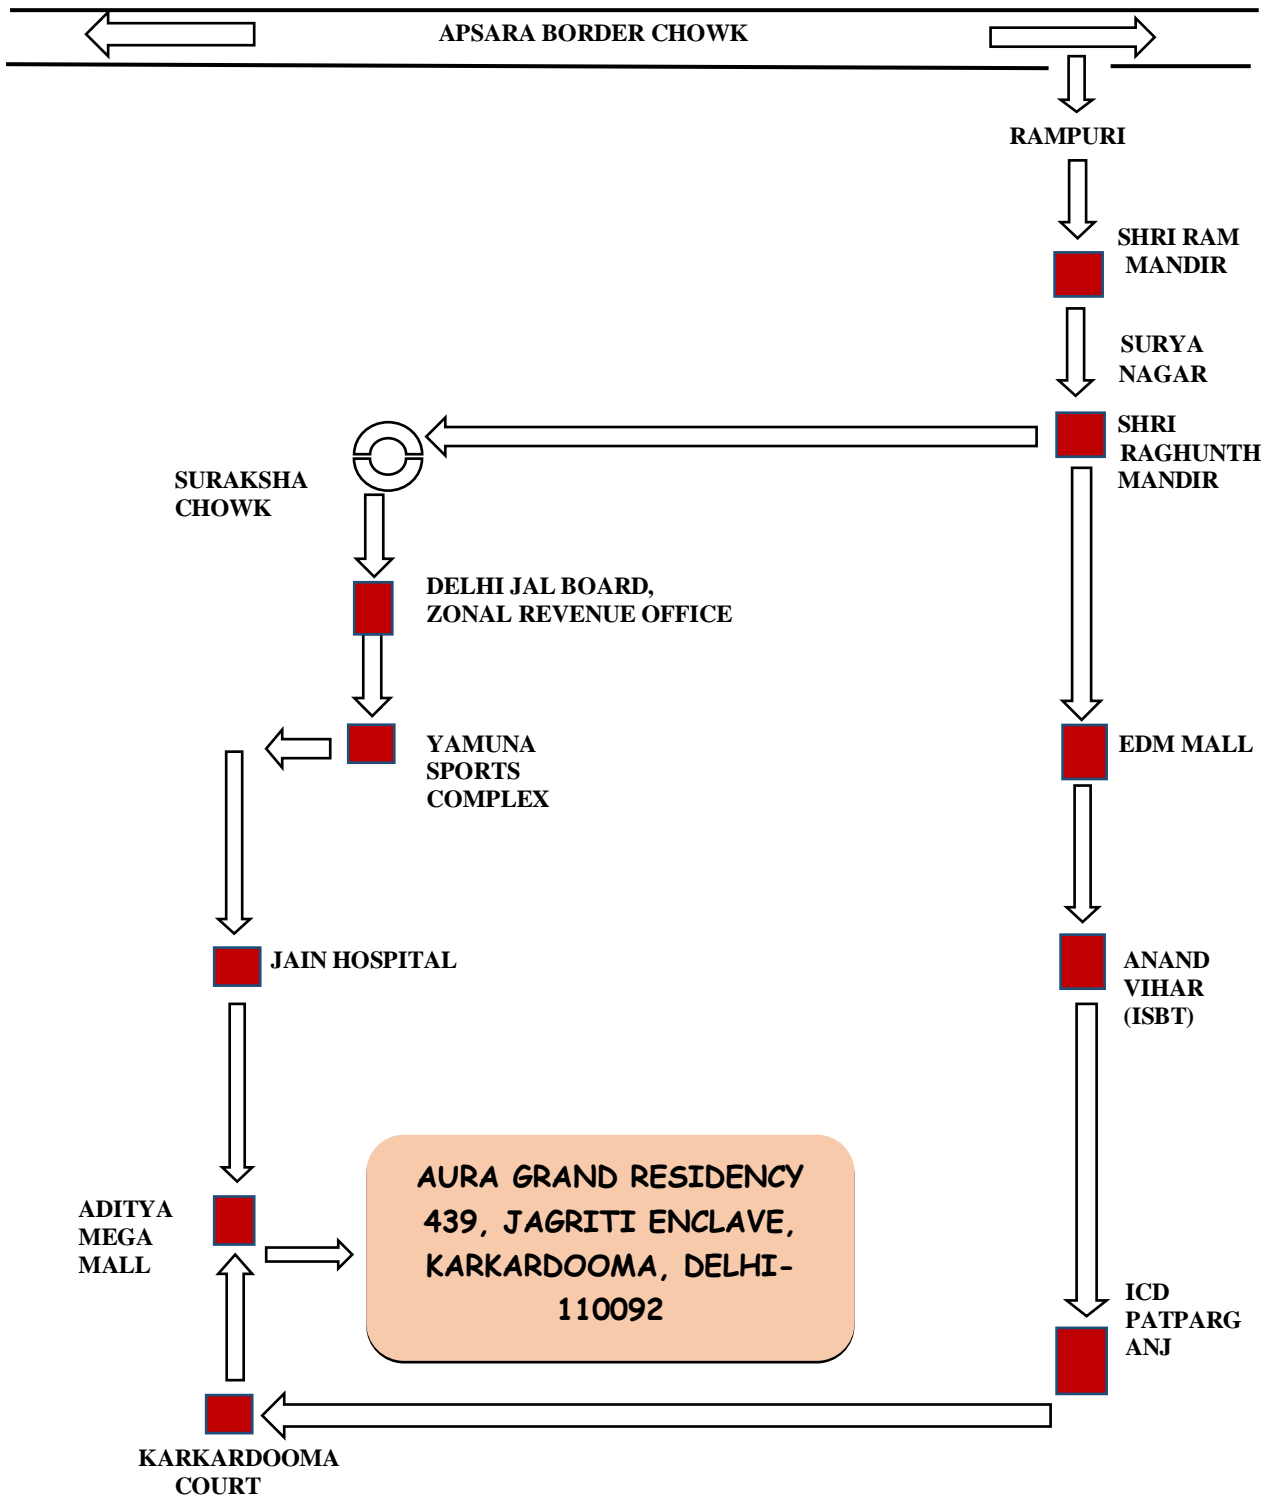 APSARA BORDER CHOWK
RAMPURI
SHRI RAM
MANDIR
SURYA
NAGAR
SHRI
RAGHUNTH
MANDIR
SURAKSHA
CHOWK
DELHI JAL BOARD,
ZONAL REVENUE OFFICE
YAMUNA
SPORTS
COMPLEX
EDM MALL
JAIN HOSPITAL
ANAND
VIHAR
(ISBT)
AURA GRAND RESIDENCY
439, JAGRITI ENCLAVE,
KARKARDOOMA, DELHI-
110092
ADITYA
MEGA
MALL
ICD
PATPARG
ANJ
KARKARDOOMA
COURT